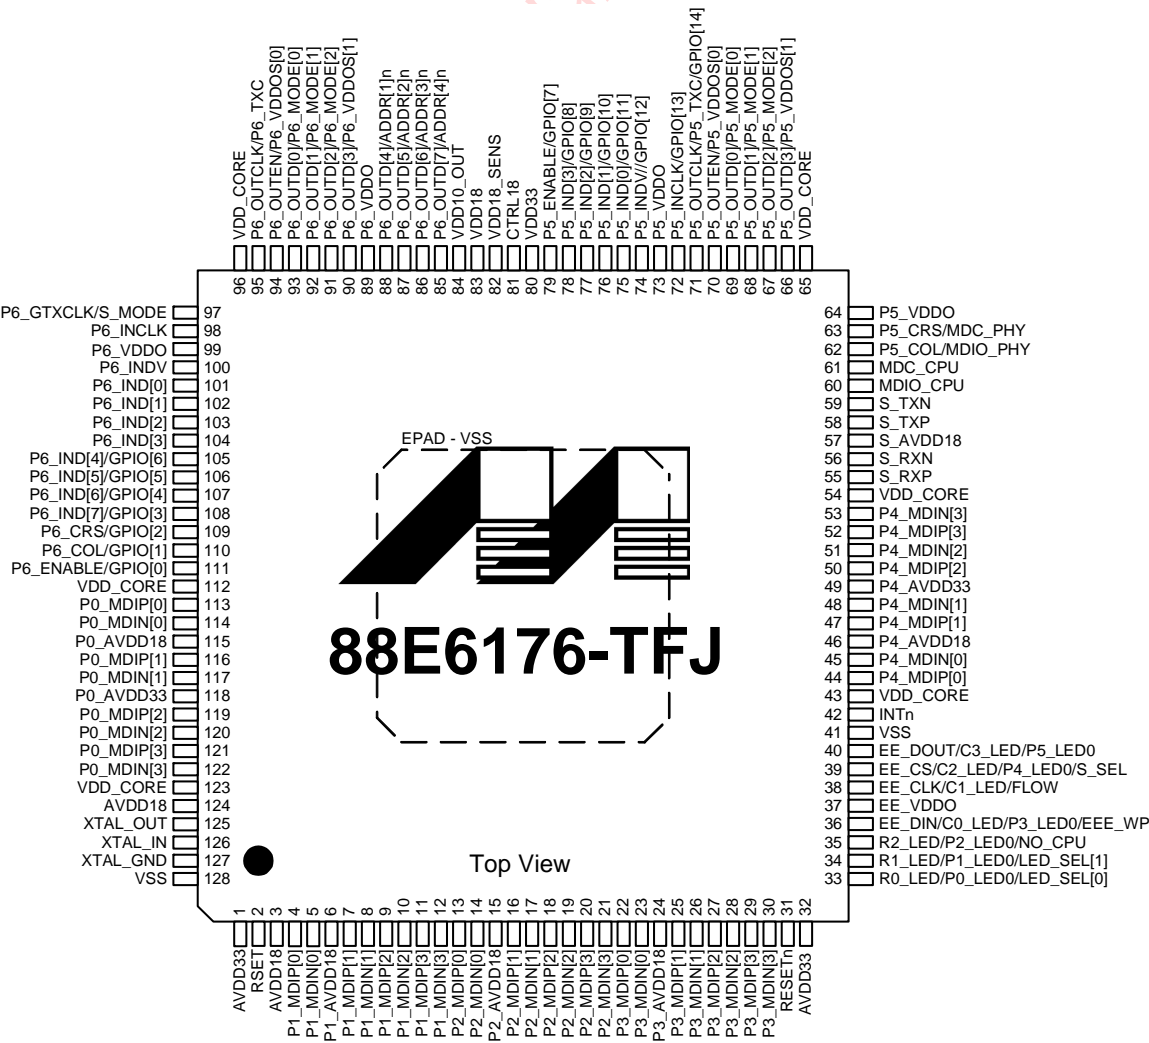 VDD_CORE 96
P6_OUTCLK/P6_TXC 95
P6_OUTEN/P6_VDDOS[0] 94
P6_OUTD[0]/P6_MODE[0] 93
P6_OUTD[1]/P6_MODE[1] 92
P6_OUTD[2]/P6_MODE[2] 91
P6_OUTD[3]/P6_VDDOS[1] 90
P6_VDDO 89
P6_OUTD[4]/ADDR[1]n 88
P6_OUTD[5]/ADDR[2]n 87
P6_OUTD[6]/ADDR[3]n 86
P6_OUTD[7]/ADDR[4]n 85
VDD10_OUT 84
VDD18 83
VDD18_SENS 82
CTRL18 81
VDD33 80
P5_ENABLE/GPIO[7] 79
P5_IND[3]/GPIO[8] 78
P5_IND[2]/GPIO[9] 77
P5_IND[1]/GPIO[10] 76
P5_IND[0]/GPIO[11] 75
P5_INDV//GPIO[12] 74
P5_VDDO 73
P5_INCLK/GPIO[13] 72
P5_OUTCLK/P5_TXC/GPIO[14] 71
P5_OUTEN/P5_VDDOS[0] 70
P5_OUTD[0]/P5_MODE[0] 69
P5_OUTD[1]/P5_MODE[1] 68
P5_OUTD[2]/P5_MODE[2] 67
P5_OUTD[3]/P5_VDDOS[1] 66
VDD_CORE 65
P6_GTXCLK/S_MODE 97
P6_INCLK 98
P6_VDDO 99
P6_INDV 100
P6_IND[0] 101
P6_IND[1] 102
P6_IND[2] 103
P6_IND[3] 104
P6_IND[4]/GPIO[6] 105
P6_IND[5]/GPIO[5] 106
P6_IND[6]/GPIO[4] 107
P6_IND[7]/GPIO[3] 108
P6_CRS/GPIO[2] 109
P6_COL/GPIO[1] 110
P6_ENABLE/GPIO[0] 111
VDD_CORE 112
P0_MDIP[0] 113
P0_MDIN[0] 114
P0_AVDD18 115
P0_MDIP[1] 116
P0_MDIN[1] 117
P0_AVDD33 118
P0_MDIP[2] 119
P0_MDIN[2] 120
P0_MDIP[3] 121
P0_MDIN[3] 122
VDD_CORE 123
AVDD18 124
XTAL_OUT 125
XTAL_IN 126
XTAL_GND 127
VSS 128
EPAD - VSS
88E6176-TFJ
Top View
64 P5_VDDO
63 P5_CRS/MDC_PHY
62 P5_COL/MDIO_PHY
61 MDC_CPU
60 MDIO_CPU
59 S_TXN
58 S_TXP
57 S_AVDD18
56 S_RXN
55 S_RXP
54 VDD_CORE
53 P4_MDIN[3]
52 P4_MDIP[3]
51 P4_MDIN[2]
50 P4_MDIP[2]
49 P4_AVDD33
48 P4_MDIN[1]
47 P4_MDIP[1]
46 P4_AVDD18
45 P4_MDIN[0]
44 P4_MDIP[0]
43 VDD_CORE
42 INTn
41 VSS
40 EE_DOUT/C3_LED/P5_LED0
39 EE_CS/C2_LED/P4_LED0/S_SEL
38 EE_CLK/C1_LED/FLOW
37 EE_VDDO
36 EE_DIN/C0_LED/P3_LED0/EEE_WP
35 R2_LED/P2_LED0/NO_CPU
34 R1_LED/P1_LED0/LED_SEL[1]
33 R0_LED/P0_LED0/LED_SEL[0]
1 AVDD33
2 RSET
3 AVDD18
4 P1_MDIP[0]
5 P1_MDIN[0]
6 P1_AVDD18
7 P1_MDIP[1]
8 P1_MDIN[1]
9 P1_MDIP[2]
10 P1_MDIN[2]
11 P1_MDIP[3]
12 P1_MDIN[3]
13 P2_MDIP[0]
14 P2_MDIN[0]
15 P2_AVDD18
16 P2_MDIP[1]
17 P2_MDIN[1]
18 P2_MDIP[2]
19 P2_MDIN[2]
20 P2_MDIP[3]
21 P2_MDIN[3]
22 P3_MDIP[0]
23 P3_MDIN[0]
24 P3_AVDD18
25 P3_MDIP[1]
26 P3_MDIN[1]
27 P3_MDIP[2]
28 P3_MDIN[2]
29 P3_MDIP[3]
30 P3_MDIN[3]
31 RESETn
32 AVDD33